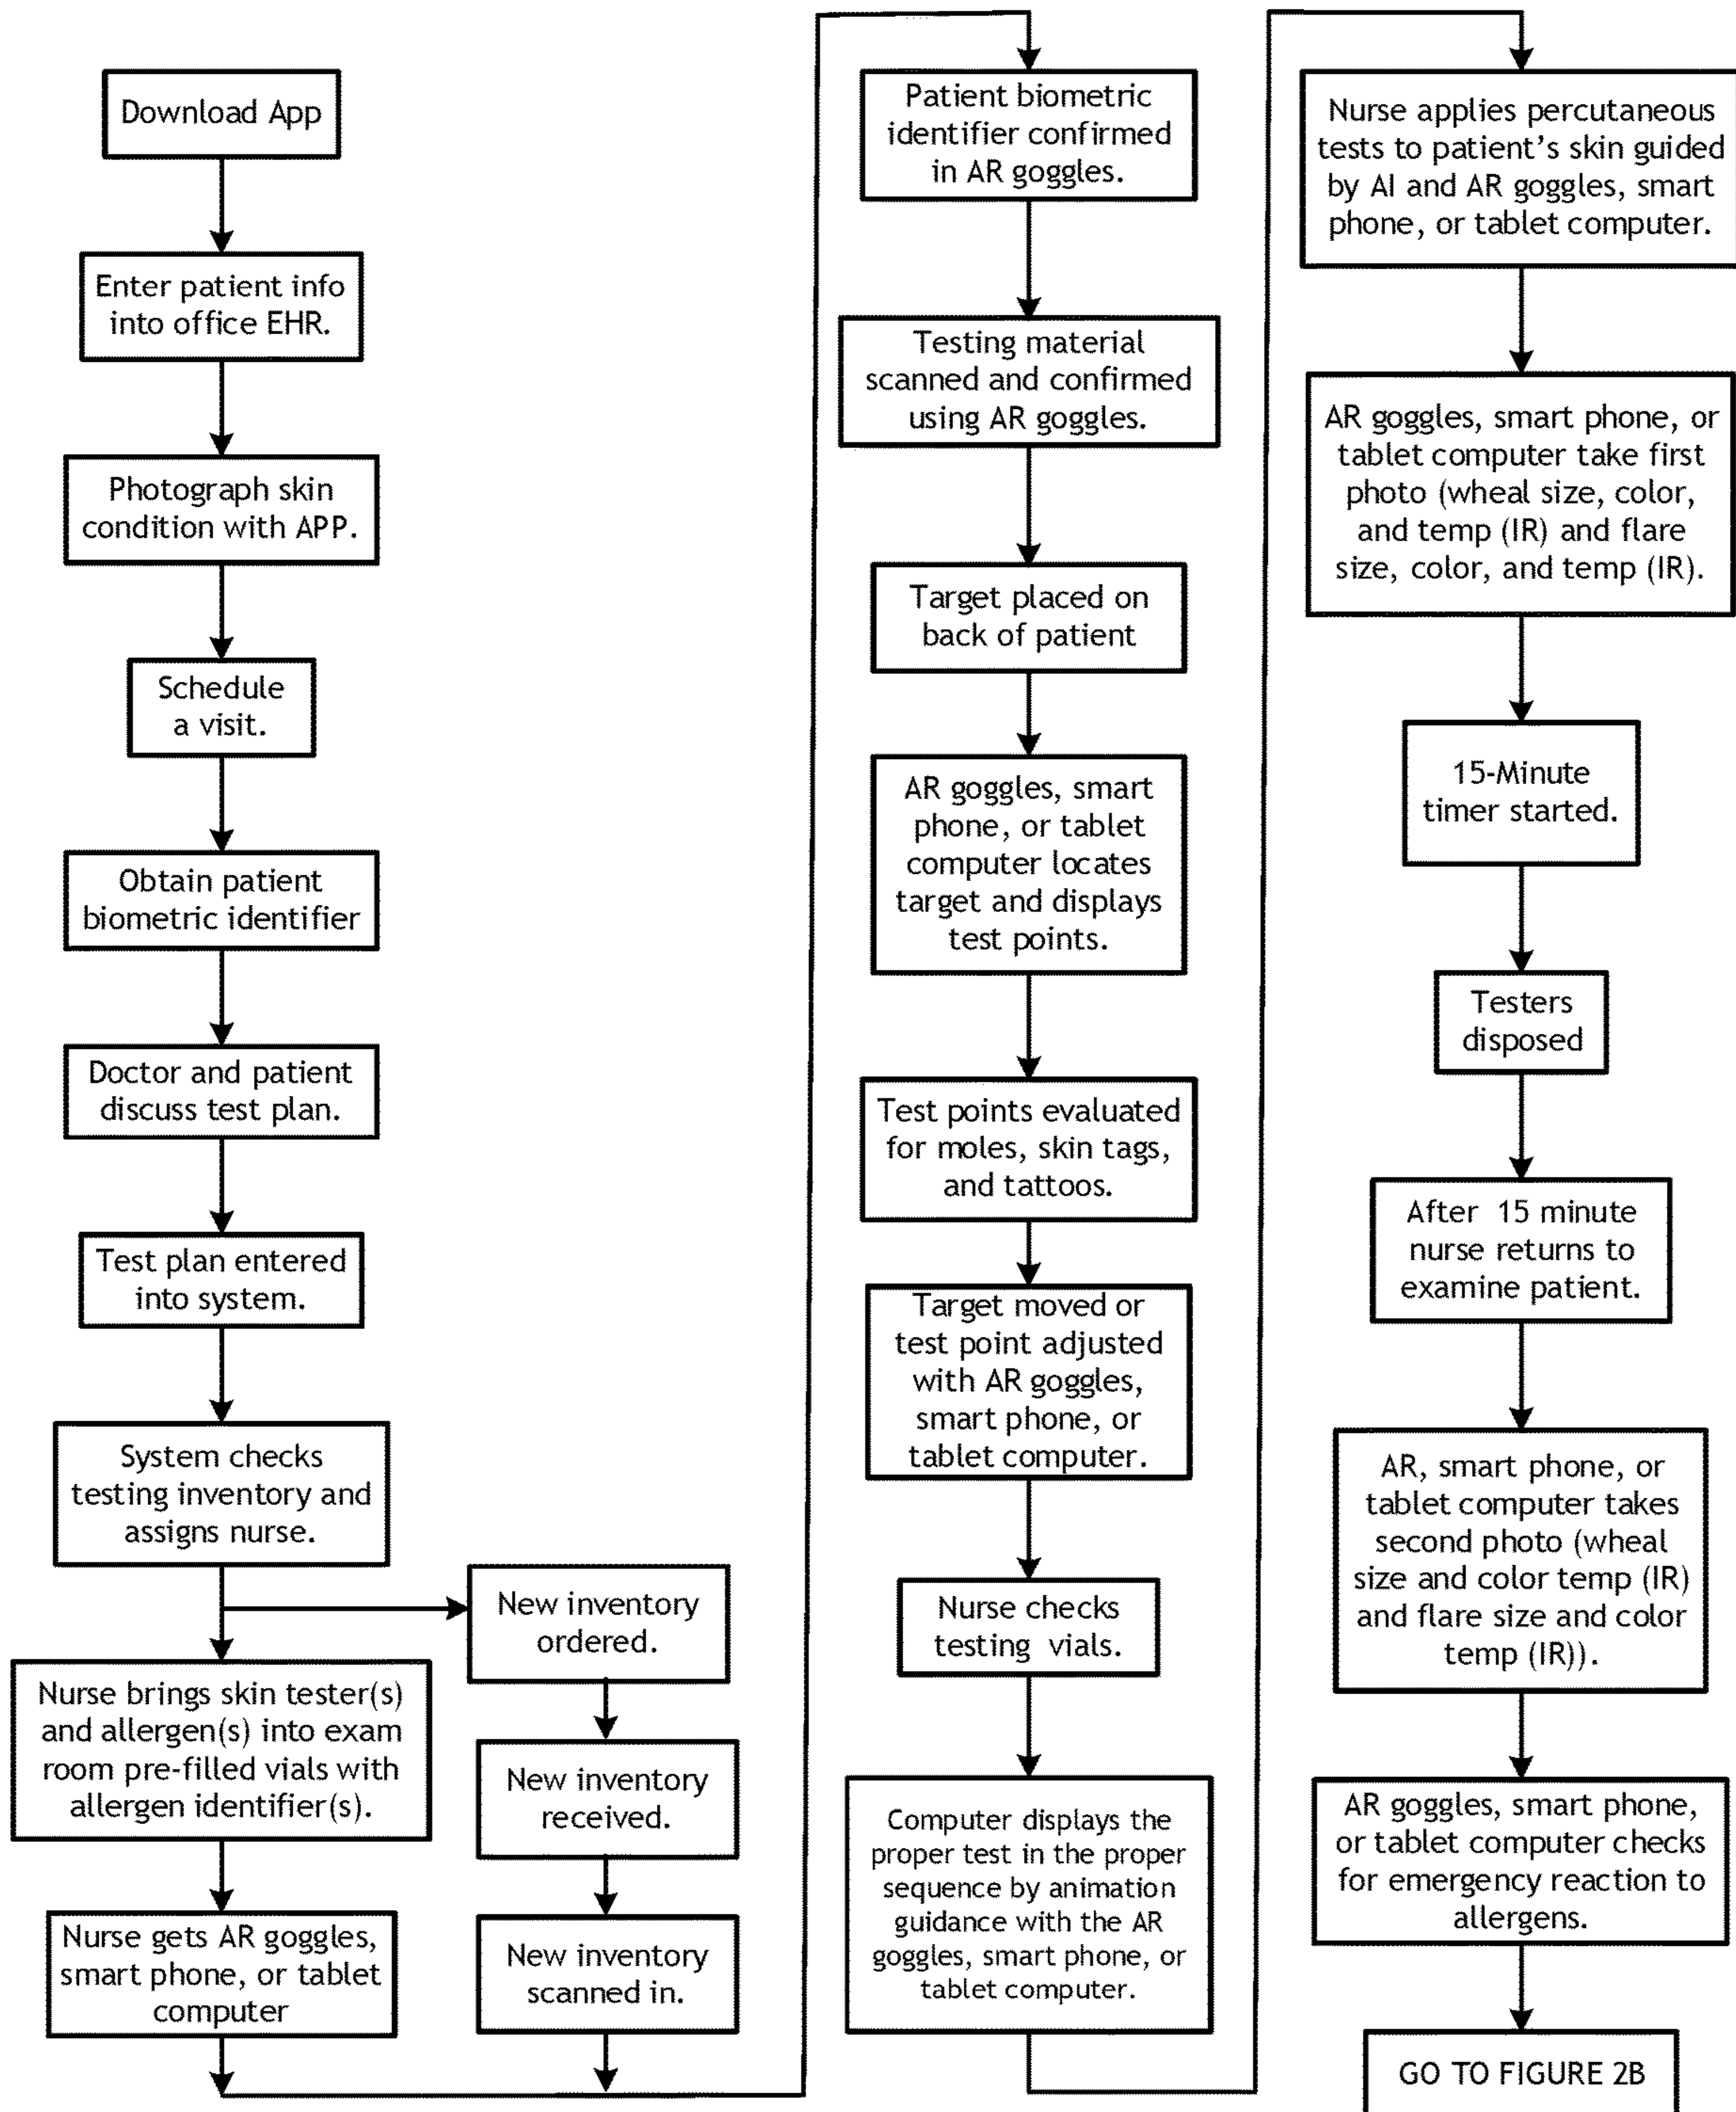 Download App
Enter patient info
into office EHR.
Photograph skin
condition with APP.
Schedule
a visit.
Obtain patient
biometric identifier
Doctor and patient
discuss test plan.
Test plan entered
into system.
System checks
testing inventory and
assigns nurse.
Nurse brings skin tester(s)
and allergen(s) into exam
room pre-filled vials with
allergen identifier(s).
Nurse gets AR goggles,
smart phone, or tablet
computer
New inventory
ordered.
New inventory
received.
New inventory
scanned in.
Patient biometric
identifier confirmed
in AR goggles.
Testing material
scanned and confirmed
using AR goggles.
Target placed on
back of patient
AR goggles, smart
phone, or tablet
computer locates
target and displays
test points.
Test points evaluated
for moles, skin tags,
and tattoos.
Target moved or
test point adjusted
with AR goggles,
smart phone, or
tablet computer.
Nurse checks
testing vials.
Computer displays the
proper test in the proper
sequence by animation
guidance with the AR
goggles, smart phone, or
tablet computer.
Nurse applies percutaneous
tests to patient's skin guided
by AI and AR goggles, smart
phone, or tablet computer.
AR goggles, smart phone, or
tablet computer take first
photo (wheal size, color,
and temp (IR) and flare
size, color, and temp (IR).
15-Minute
timer started.
Testers
disposed
After 15 minute
nurse returns to
examine patient.
AR, smart phone, or
tablet computer takes
second photo (wheal
size and color temp (IR)
and flare size and color
temp (IR)).
AR goggles, smart phone,
or tablet computer checks
for emergency reaction to
allergens.
GO TO FIGURE 2B